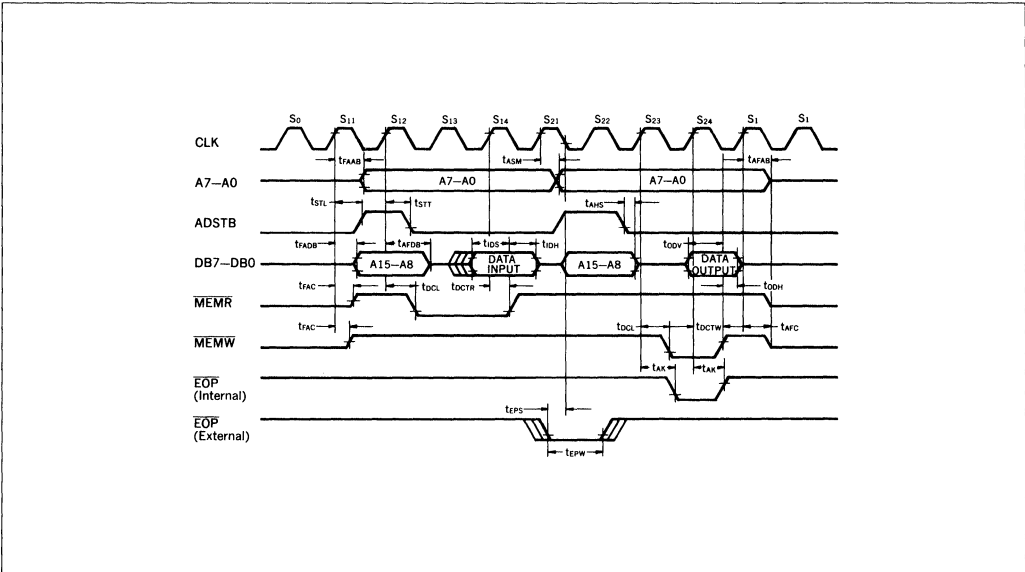 S0 S11 S12 S13 S14 S21 S22 S23 S24 S1 S1
CLK
tFAAB tASM tAFAB
A7—A0 A7—A0 A7—A0
tSTL tSTT tAHS
ADSTB
tFADB tAFDB tIDS tIDH tODV
DB7—DB0 A15—A8 DATA INPUT A15—A8 DATA OUTPUT
tFAC tDCL tDCTR tODH
MEMR
tFAC tDCL tDCTW tAFC
MEMW
tAK tAK
EOP
(Internal)
tEPS
EOP
(External)
tEPW